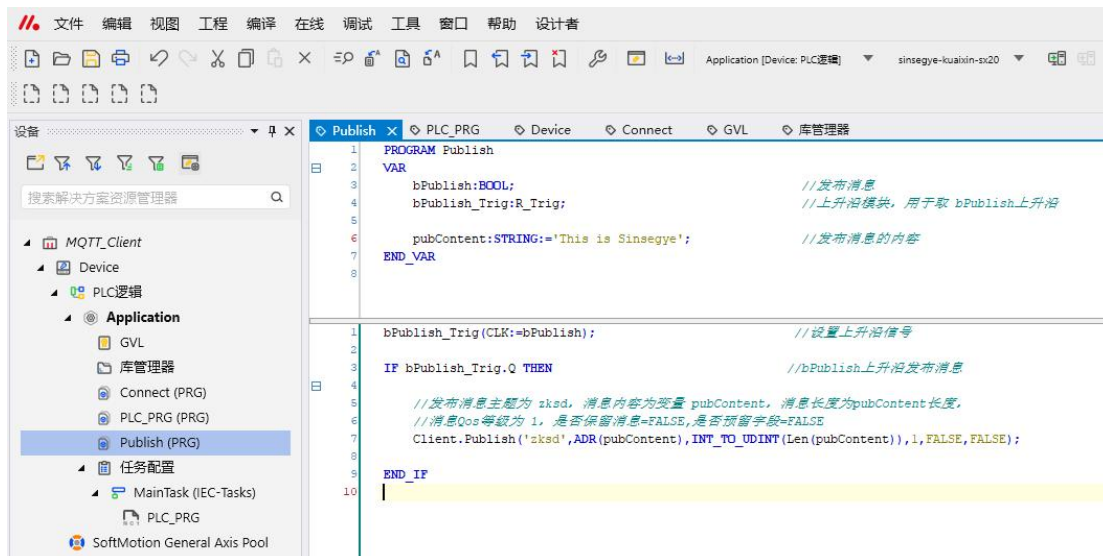 文件 编辑 视图 工程 编译 在线 调试 工具 窗口 帮助 设计者
Application [Device: PLC逻辑] sinsegye-kuaixin-sx20
设备
搜索解决方案资源管理器
MQTT_Client
Device
PLC逻辑
Application
GVL
库管理器
Connect (PRG)
PLC_PRG (PRG)
Publish (PRG)
任务配置
MainTask (IEC-Tasks)
PLC_PRG
SoftMotion General Axis Pool
Publish PLC_PRG Device Connect GVL 库管理器
1 PROGRAM Publish
2 VAR
3 bPublish:BOOL; //发布消息
4 bPublish_Trig:R_Trig; //上升沿模块，用于取 bPublish上升沿
5
6 pubContent:STRING:='This is Sinsegye'; //发布消息的内容
7 END_VAR
8
1 bPublish_Trig(CLK:=bPublish); //设置上升沿信号
2
3 IF bPublish_Trig.Q THEN //bPublish上升沿发布消息
4
5 //发布消息主题为 zksd，消息内容为变量 pubContent，消息长度为pubContent长度，
6 //消息Qos等级为 1，是否保留消息=FALSE,是否预留字段=FALSE
7 Client.Publish('zksd',ADR(pubContent),INT_TO_UDINT(Len(pubContent)),1,FALSE,FALSE);
8
9 END_IF
10